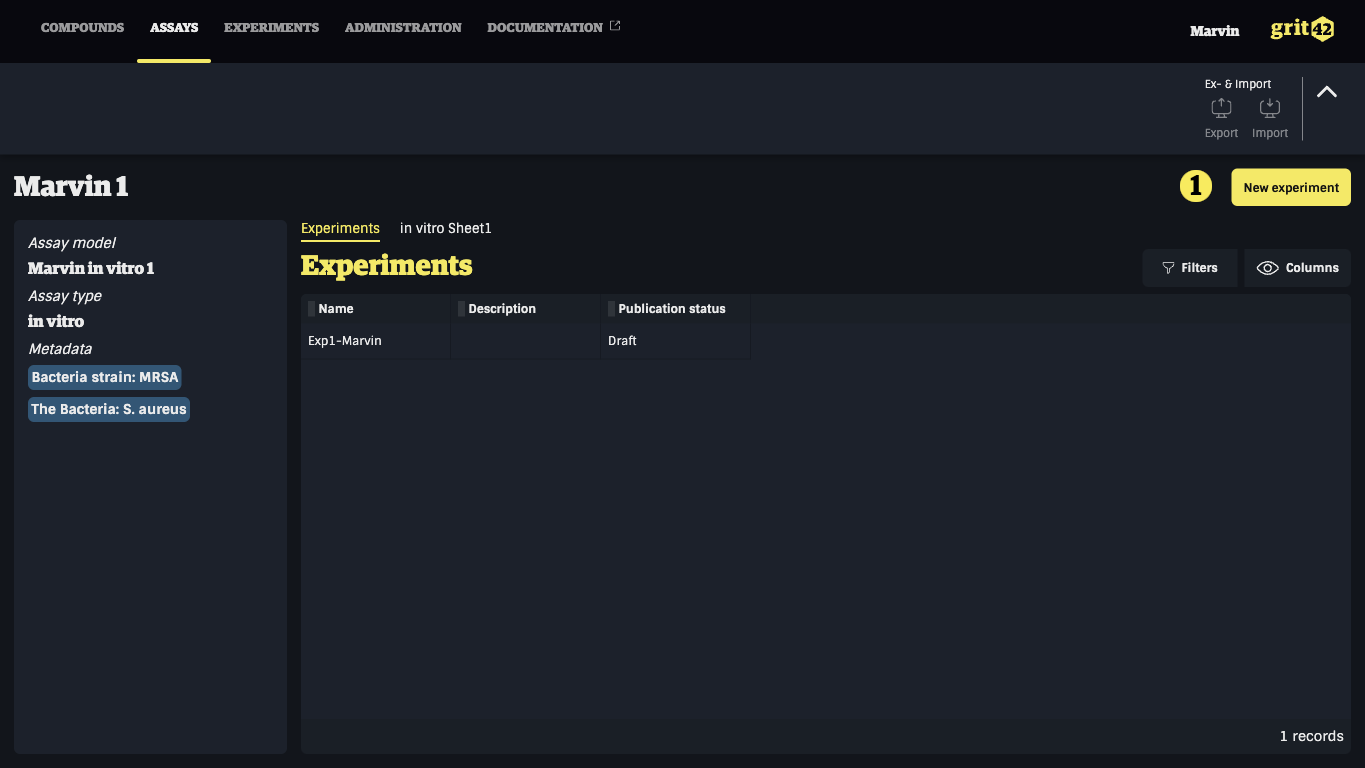 COMPOUNDS ASSAYS EXPERIMENTS ADMINISTRATION DOCUMENTATION Marvin grit42
Ex- & Import
Export Import
Marvin 1
1 New experiment
Assay model
Marvin in vitro 1
Assay type
in vitro
Metadata
Bacteria strain: MRSA
The Bacteria: S. aureus
Experiments in vitro Sheet1
Experiments
Filters Columns
Name Description Publication status
Exp1-Marvin Draft
1 records